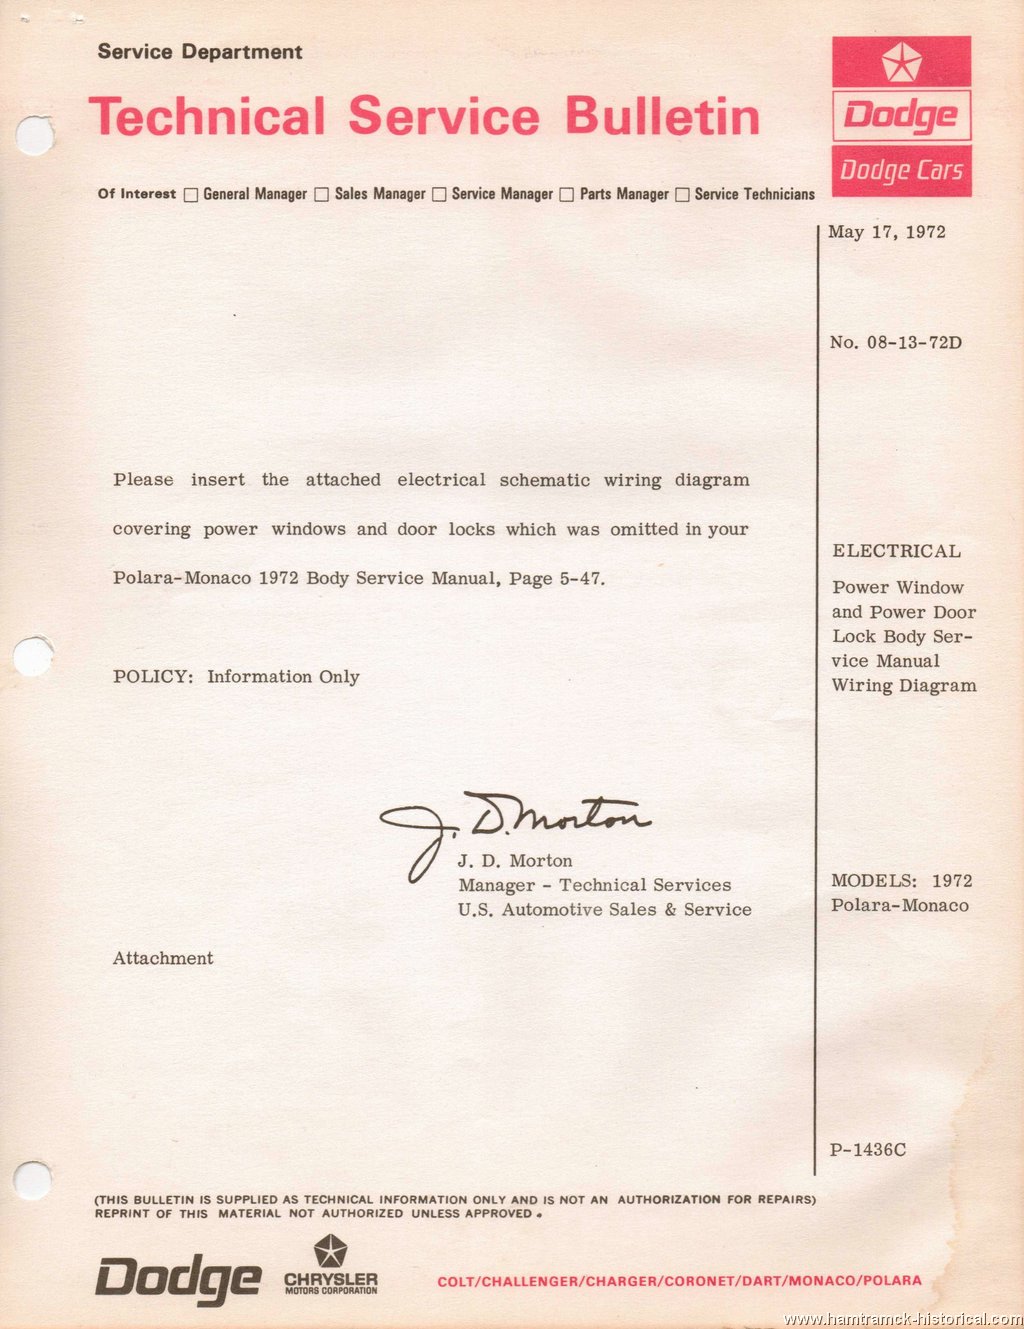 Service Department
Technical Service Bulletin
Dodge
Dodge Cars
Of Interest □ General Manager □ Sales Manager □ Service Manager □ Parts Manager □ Service Technicians
May 17, 1972
No. 08-13-72D
Please insert the attached electrical schematic wiring diagram
covering power windows and door locks which was omitted in your
Polara-Monaco 1972 Body Service Manual, Page 5-47.
POLICY: Information Only
ELECTRICAL
Power Window
and Power Door
Lock Body Ser-
vice Manual
Wiring Diagram
J. D. Morton
J. D. Morton
Manager - Technical Services
U.S. Automotive Sales & Service
MODELS: 1972
Polara-Monaco
Attachment
P-1436C
(THIS BULLETIN IS SUPPLIED AS TECHNICAL INFORMATION ONLY AND IS NOT AN AUTHORIZATION FOR REPAIRS)
REPRINT OF THIS MATERIAL NOT AUTHORIZED UNLESS APPROVED.
Dodge
CHRYSLER
MOTORS CORPORATION
COLT/CHALLENGER/CHARGER/CORONET/DART/MONACO/POLARA
www.hamtramck-historical.com